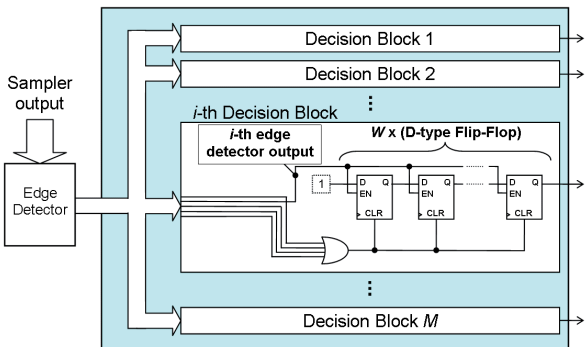 Decision Block 1
Decision Block 2
Sampler
output
i-th Decision Block
i-th edge
detector output
W x (D-type Flip-Flop)
Edge
Detector
1
D Q
EN
CLR
D Q
EN
CLR
D Q
EN
CLR
Decision Block M